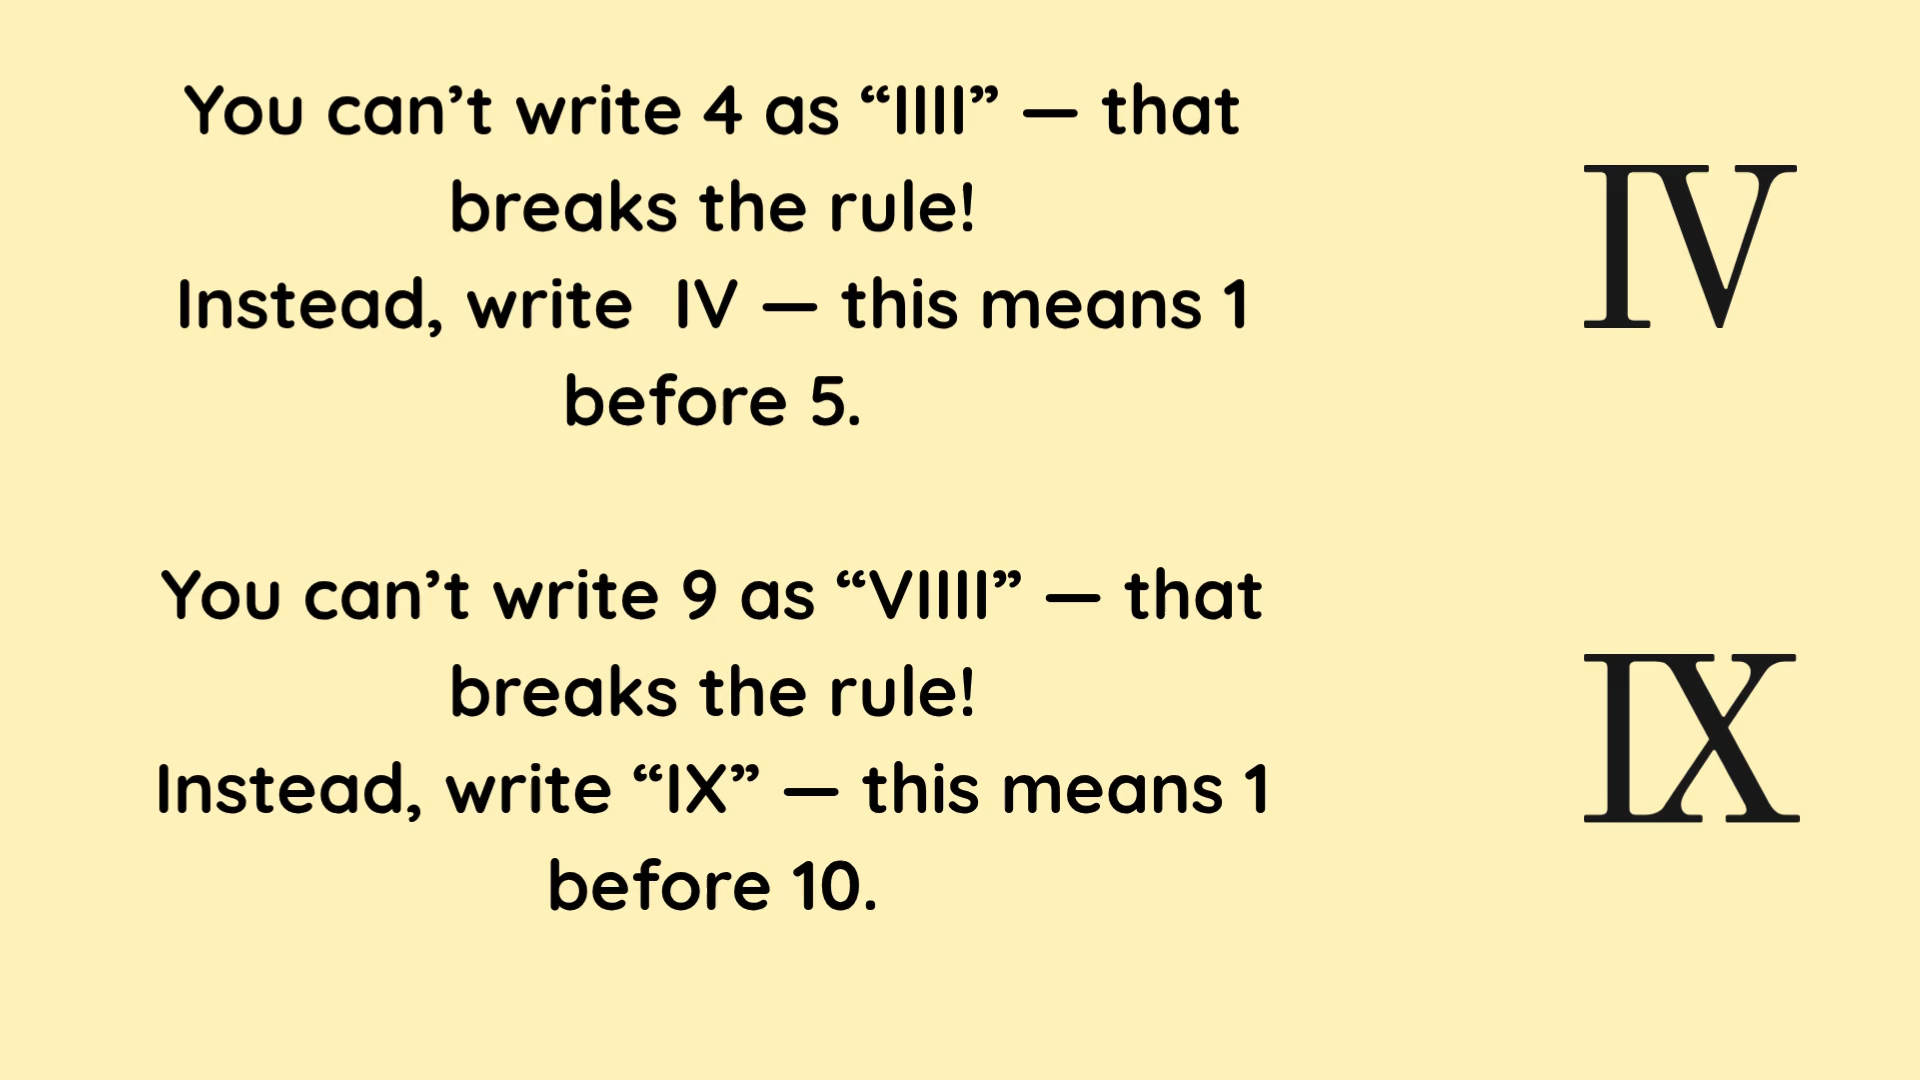 You can’t write 4 as “IIII” — that
breaks the rule!
Instead, write  IV — this means 1
before 5.
IV
You can’t write 9 as “VIIII” — that
breaks the rule!
Instead, write “IX” — this means 1
before 10.
IX